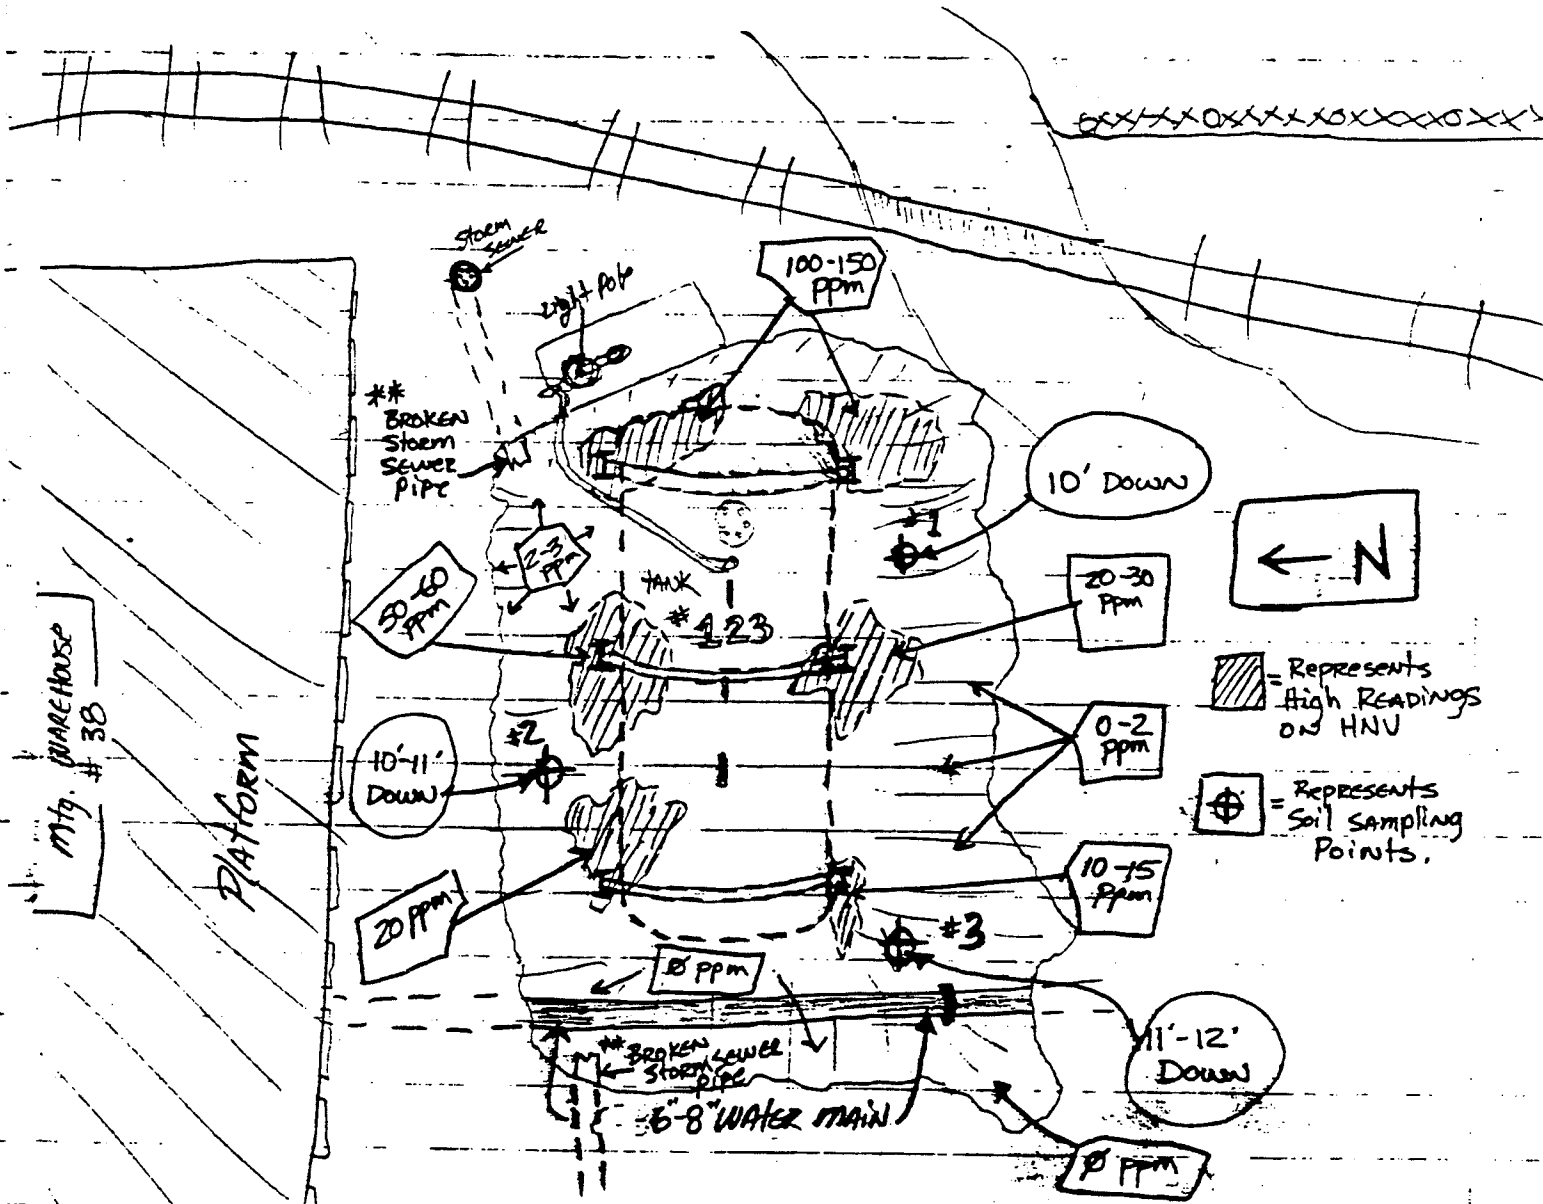 Storm
SEWER
Light Pole
100-150
ppm
**
BROKEN
Storm
SEWER
PIPE
10' DOWN
#1
N
2-3
ppm
50-60
ppm
TANK
# 123
20-30
ppm
= Represents
High READINGS
ON HNU
WAREHOUSE
# 38
Platform
#2
10'-11'
DOWN
0-2
ppm
= Represents
Soil SAMPLING
Points.
20 ppm
10-15
ppm
#3
Ø ppm
** BROKEN
STORM SEWER
pipe
6"-8" WATER MAIN
11'-12'
DOWN
Ø ppm